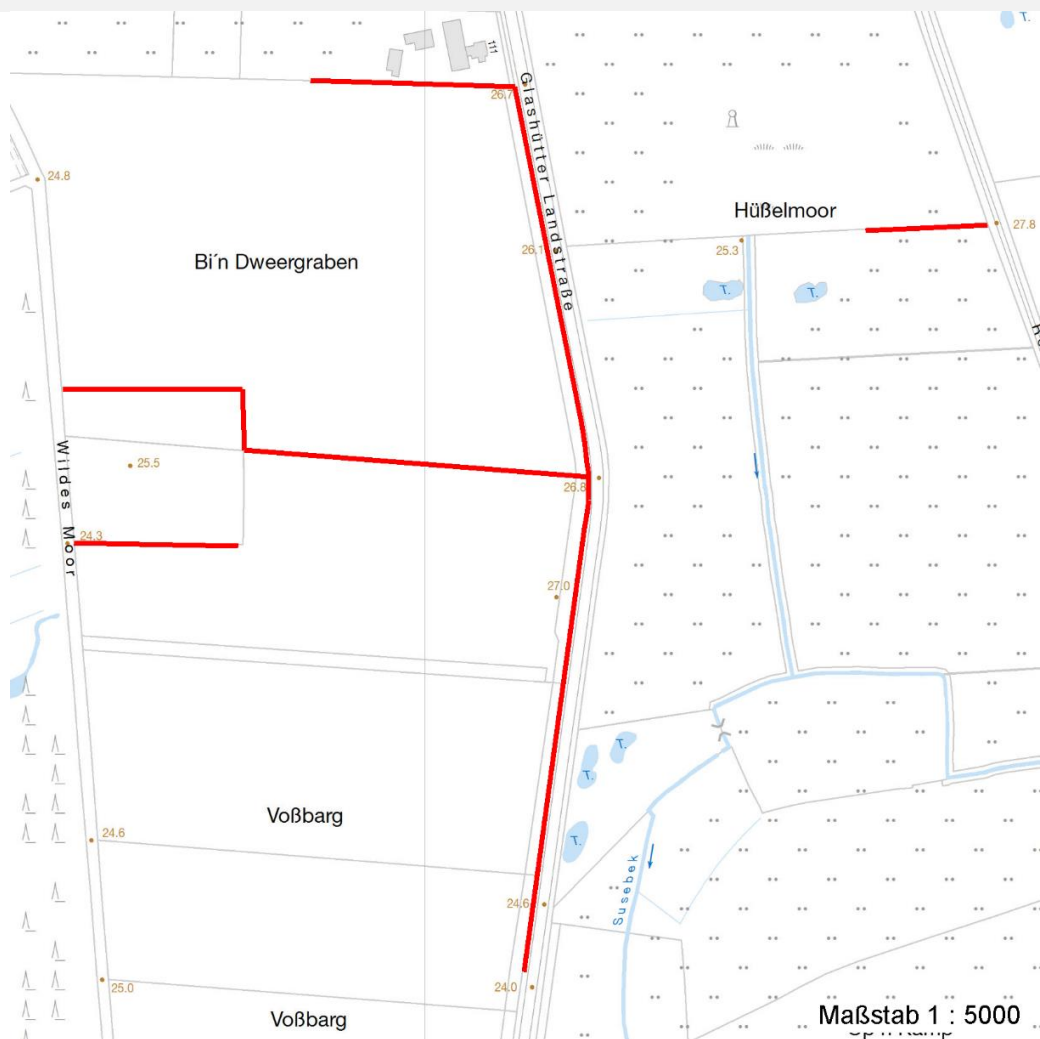 T.
111
26.7
Glashütter Landstraße
24.8
Hüßelmoor
27.8
26.1
25.3
Bi´n Dweergraben
T.
T.
Wildes Moor
25.5
26.8
24.3
27.0
T.
T.
Voßbarg
24.6
T.
Susebek
24.6
25.0
24.0
Voßbarg
Maßstab 1 : 5000